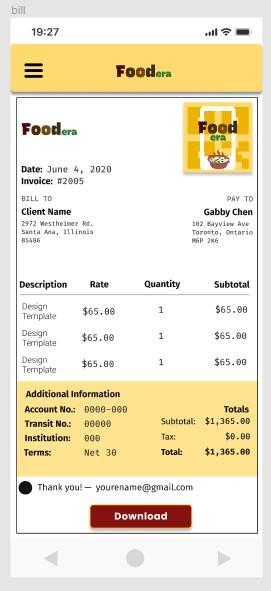 bill
19:27
Foodera
Foodera
Food
era
Date: June 4, 2020
Invoice: #2005
BILL TO
PAY TO
Client Name
Gabby Chen
2972 Westheimer Rd.
Santa Ana, Illinois
85486
102 Bayview Ave
Toronto, Ontario
M6P 2K6
Description Rate Quantity Subtotal
Design
Template
$65.00 1 $65.00
Design
Template
$65.00 1 $65.00
Design
Template
$65.00 1 $65.00
Additional Information
Account No.: 0000-000
Transit No.: 00000
Institution: 000
Terms: Net 30
Totals
Subtotal: $1,365.00
Tax: $0.00
Total: $1,365.00
Thank you! — yourename@gmail.com
Download